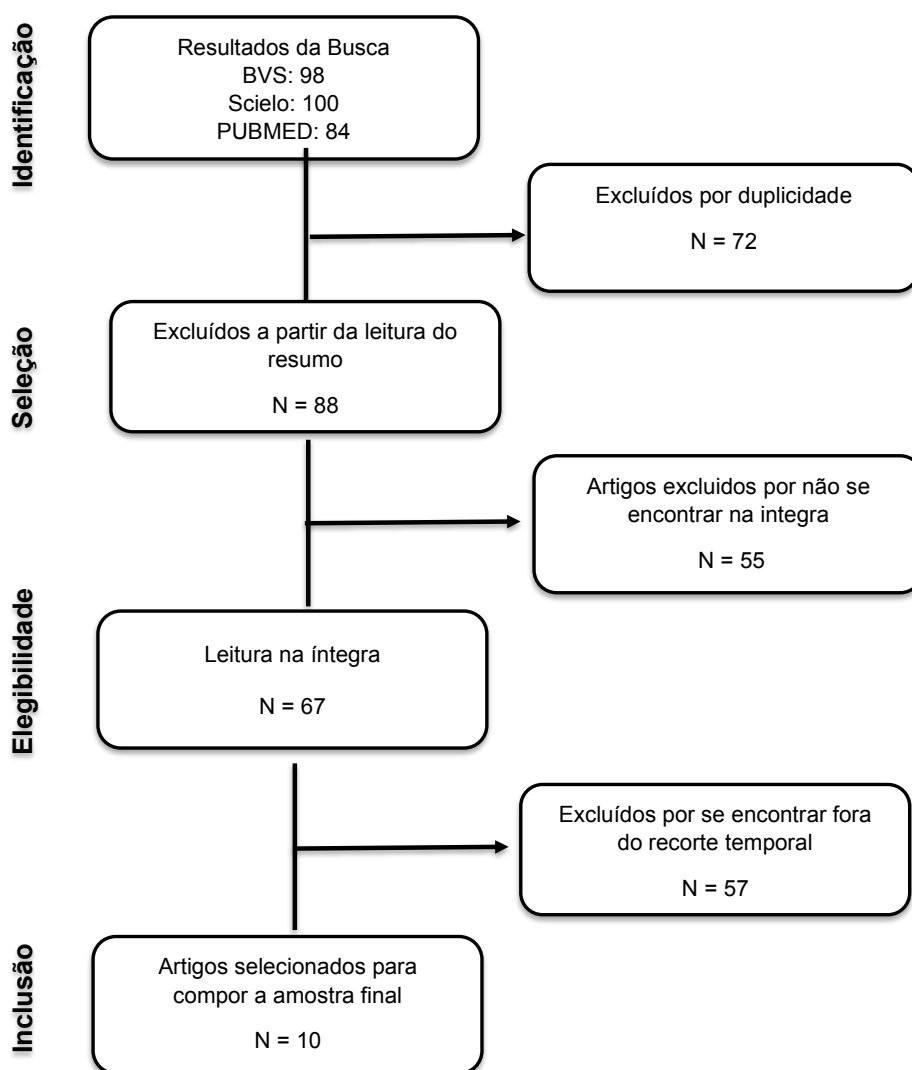 Identificação
Resultados da Busca
BVS: 98
Scielo: 100
PUBMED: 84
Excluídos por duplicidade
N = 72
Seleção
Excluídos a partir da leitura do
resumo
N = 88
Artigos excluidos por não se
encontrar na integra
N = 55
Elegibilidade
Leitura na íntegra
N = 67
Excluídos por se encontrar fora
do recorte temporal
N = 57
Inclusão
Artigos selecionados para
compor a amostra final
N = 10